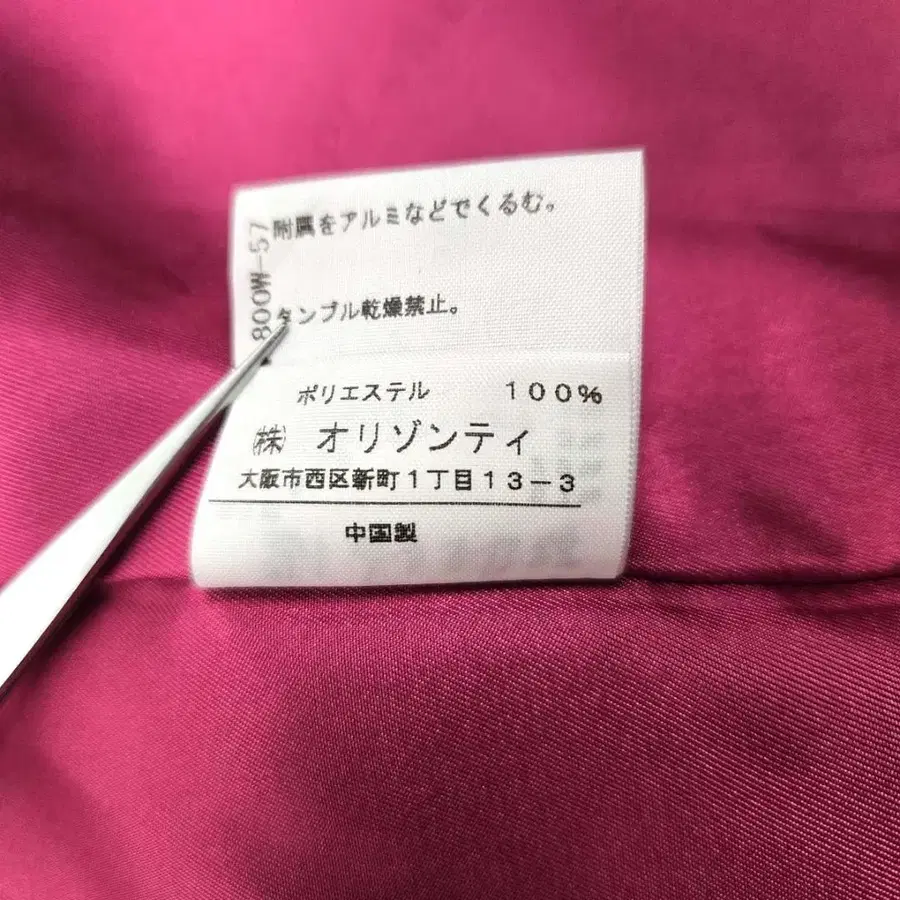 附属をアルミなどでくるむ。
タンブル乾燥禁止。
800W-57
ポリエステル 100%
㈱ オリゾンティ
大阪市西区新町1丁目13-3
中国製